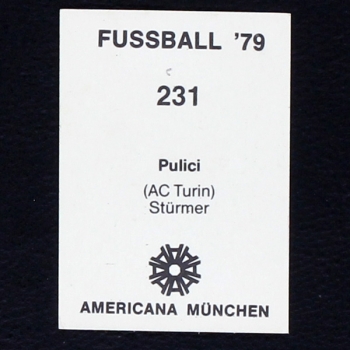 FUSSBALL '79
231
Pulici
(AC Turin)
Stürmer
AMERICANA MÜNCHEN